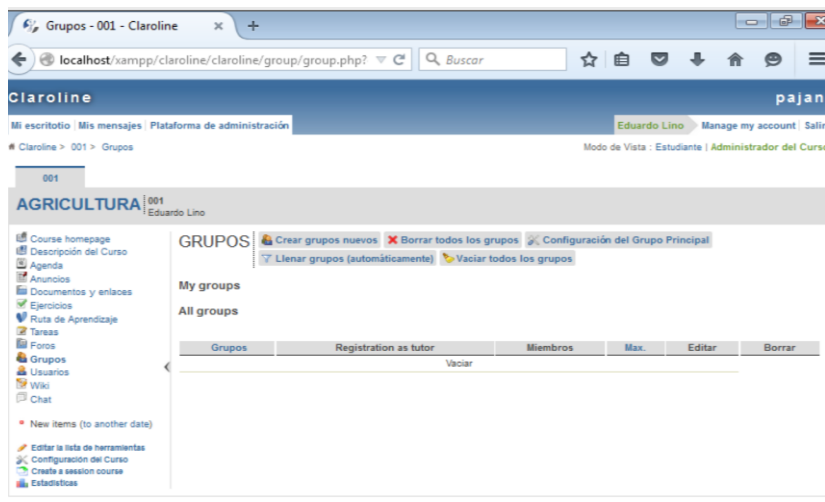 Grupos - 001 - Claroline
localhost/xampp/claroline/claroline/group/group.php?
Buscar
Claroline
pajan
Mi escritotio Mis mensajes Plataforma de administración
Eduardo Lino Manage my account Salir
Claroline > 001 > Grupos
Modo de Vista : Estudiante | Administrador del Curso
001
AGRICULTURA
001
Eduardo Lino
Course homepage
Descripción del Curso
Agenda
Anuncios
Documentos y enlaces
Ejercicios
Ruta de Aprendizaje
Tareas
Foros
Grupos
Usuarios
Wiki
Chat
New items (to another date)
Editar la lista de herramientas
Configuración del Curso
Create a session course
Estadísticas
GRUPOS
Crear grupos nuevos Borrar todos los grupos Configuración del Grupo Principal
Llenar grupos (automàticamente) Vaciar todos los grupos
My groups
All groups
Grupos Registration as tutor Miembros Max. Editar Borrar
Vaciar